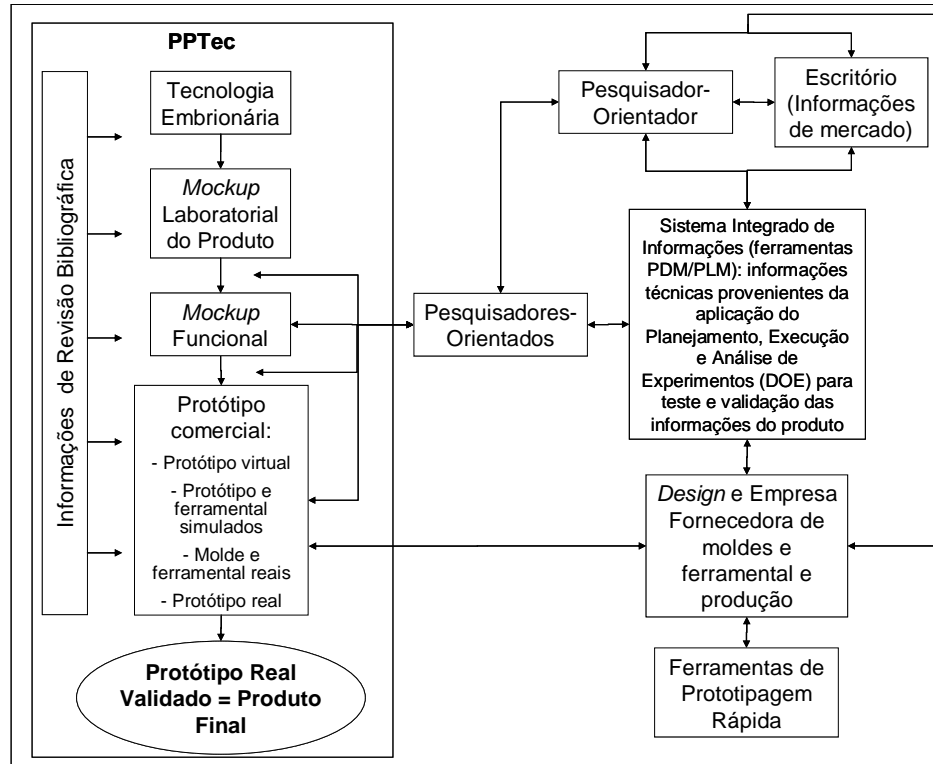 PPTec
Informações de Revisão Bibliográfica
Tecnologia
Embrionária
Mockup
Laboratorial
do Produto
Mockup
Funcional
Protótipo
comercial:
- Protótipo virtual
- Protótipo e
ferramental
simulados
- Molde e
ferramental reais
- Protótipo real
Protótipo Real
Validado = Produto
Final
Pesquisador-
Orientador
Escritório
(Informações
de mercado)
Pesquisadores-
Orientados
Sistema Integrado de
Informações (ferramentas
PDM/PLM): informações
técnicas provenientes da
aplicação do
Planejamento, Execução
e Análise de
Experimentos (DOE) para
teste e validação das
informações do produto
Design e Empresa
Fornecedora de
moldes e
ferramental e
produção
Ferramentas de
Prototipagem
Rápida